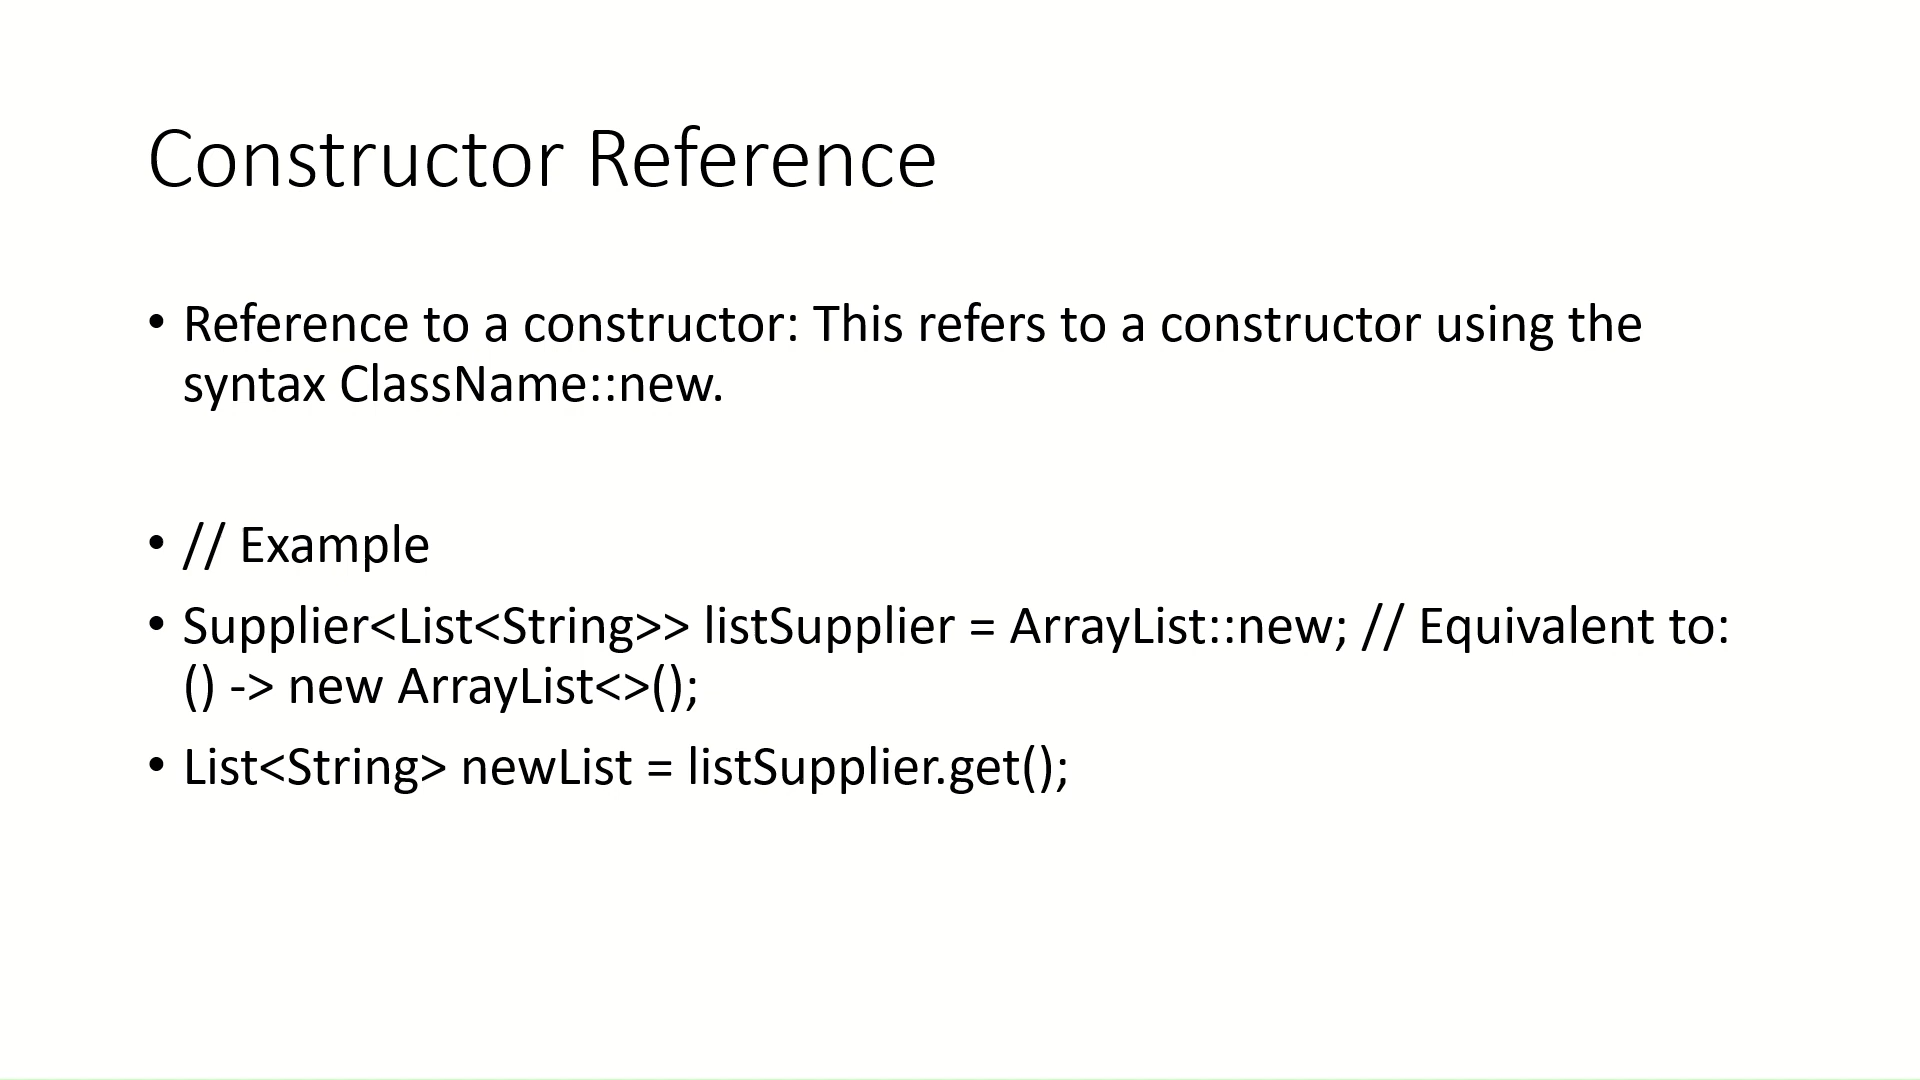 Constructor Reference
• Reference to a constructor: This refers to a constructor using the
syntax ClassName::new.
• // Example
• Supplier<List<String>> listSupplier = ArrayList::new; // Equivalent to:
() -> new ArrayList<>();
• List<String> newList = listSupplier.get();